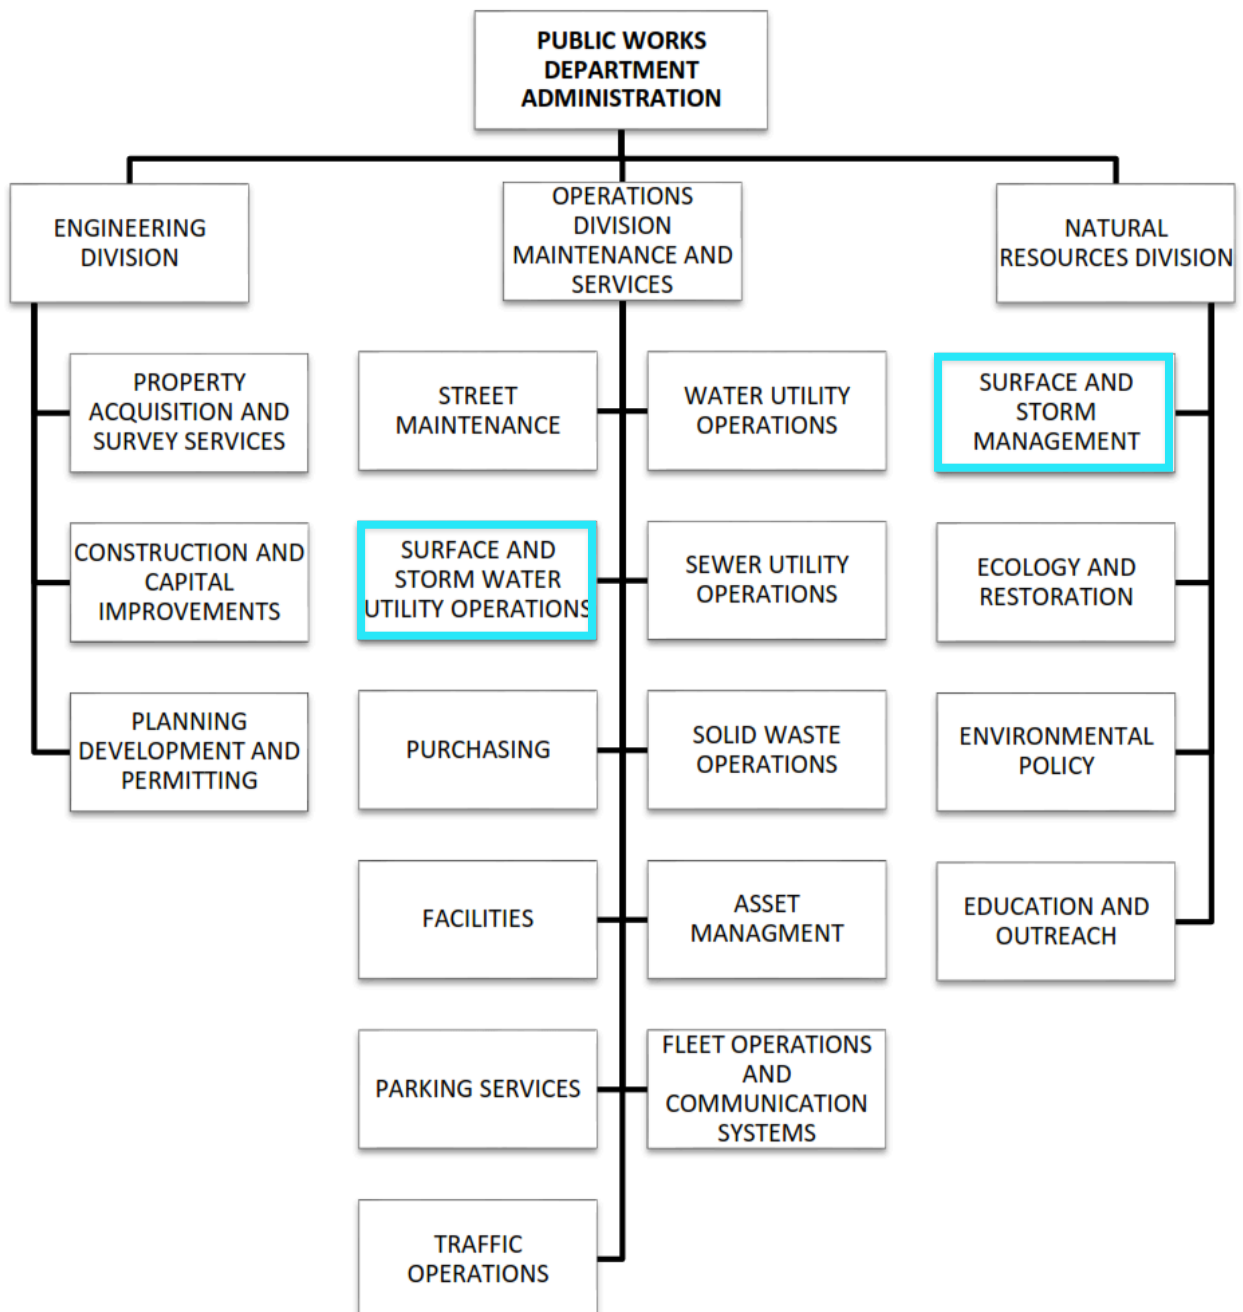 PUBLIC WORKS
DEPARTMENT
ADMINISTRATION
ENGINEERING
DIVISION
OPERATIONS
DIVISION
MAINTENANCE AND
SERVICES
NATURAL
RESOURCES DIVISION
PROPERTY
ACQUISITION AND
SURVEY SERVICES
CONSTRUCTION AND
CAPITAL
IMPROVEMENTS
PLANNING
DEVELOPMENT AND
PERMITTING
STREET
MAINTENANCE
WATER UTILITY
OPERATIONS
SURFACE AND
STORM WATER
UTILITY OPERATIONS
SEWER UTILITY
OPERATIONS
PURCHASING
SOLID WASTE
OPERATIONS
FACILITIES
ASSET
MANAGMENT
PARKING SERVICES
FLEET OPERATIONS
AND
COMMUNICATION
SYSTEMS
TRAFFIC
OPERATIONS
SURFACE AND
STORM
MANAGEMENT
ECOLOGY AND
RESTORATION
ENVIRONMENTAL
POLICY
EDUCATION AND
OUTREACH